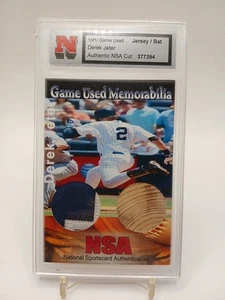 Game Used
Jersey / Bat
Derek Jeter
Authentic NSA Cut
377394
Game Used Memorabilia
2
Derek Jeter
NSA
National Sportscard Authentication